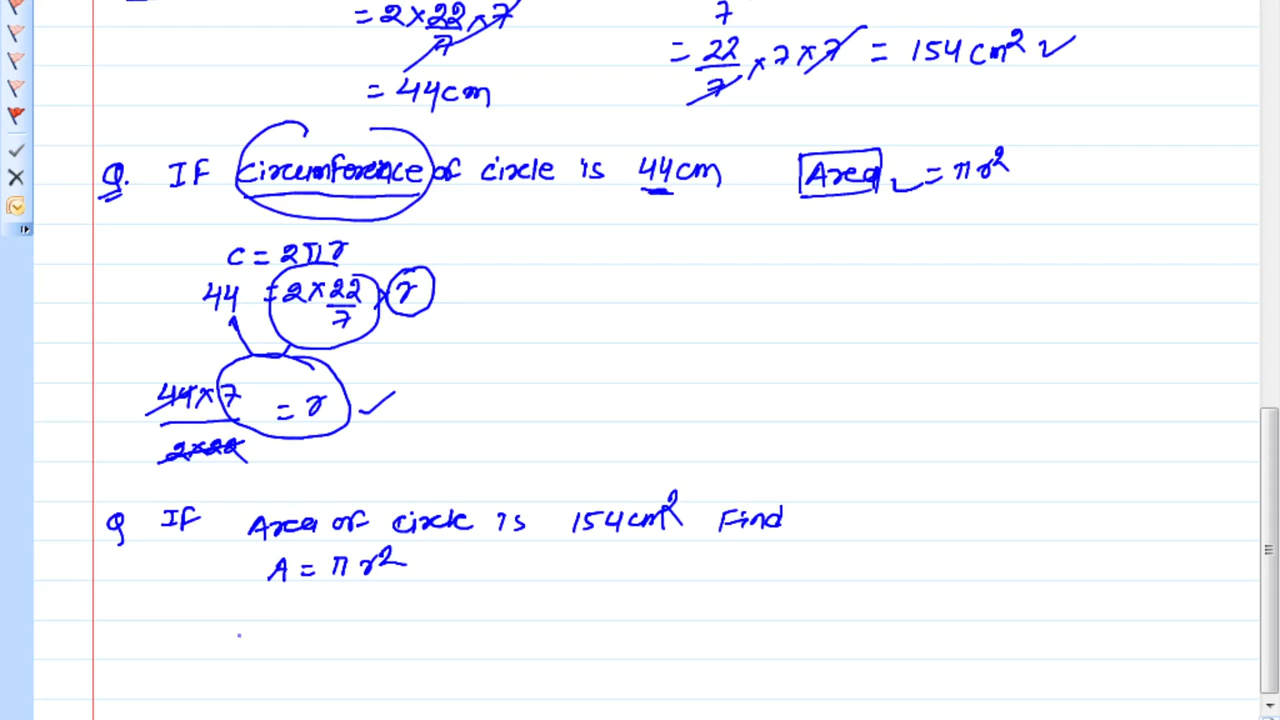 = 2 × 22/7 × 7
= 44 cm
7
= 22/7 × 7 × 7 = 154 cm² ✓
Q. IF circumference of circle is 44 cm Area = πr²
C = 2πr
44 = 2 × 22/7 × r
44 × 7 / 2 × 22 = r ✓
Q IF Area of circle is 154 cm² Find
A = πr²